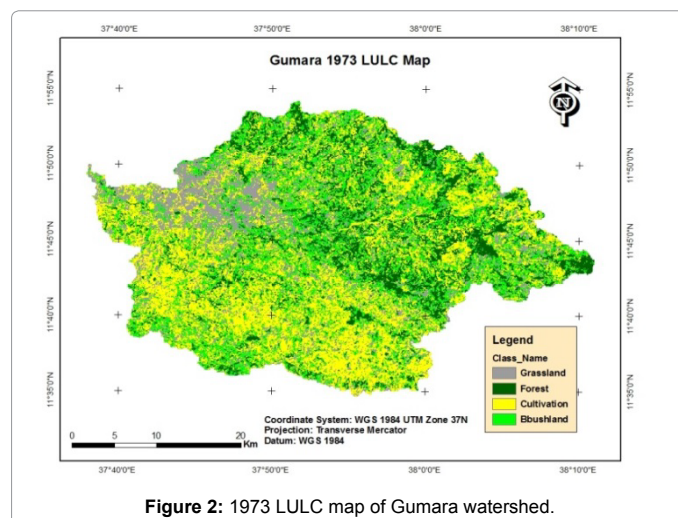 37°40'0"E 37°50'0"E 38°0'0"E 38°10'0"E
Gumara 1973 LULC Map
N
11°55'0"N 11°55'0"N
11°50'0"N 11°50'0"N
11°45'0"N 11°45'0"N
11°40'0"N 11°40'0"N
11°35'0"N 11°35'0"N
Legend
Class_Name
Grassland
Forest
Cultivation
Bbushland
Coordinate System: WGS 1984 UTM Zone 37N
Projection: Transverse Mercator
Datum: WGS 1984
0 5 10 20
Km
37°40'0"E 37°50'0"E 38°0'0"E 38°10'0"E
Figure 2: 1973 LULC map of Gumara watershed.